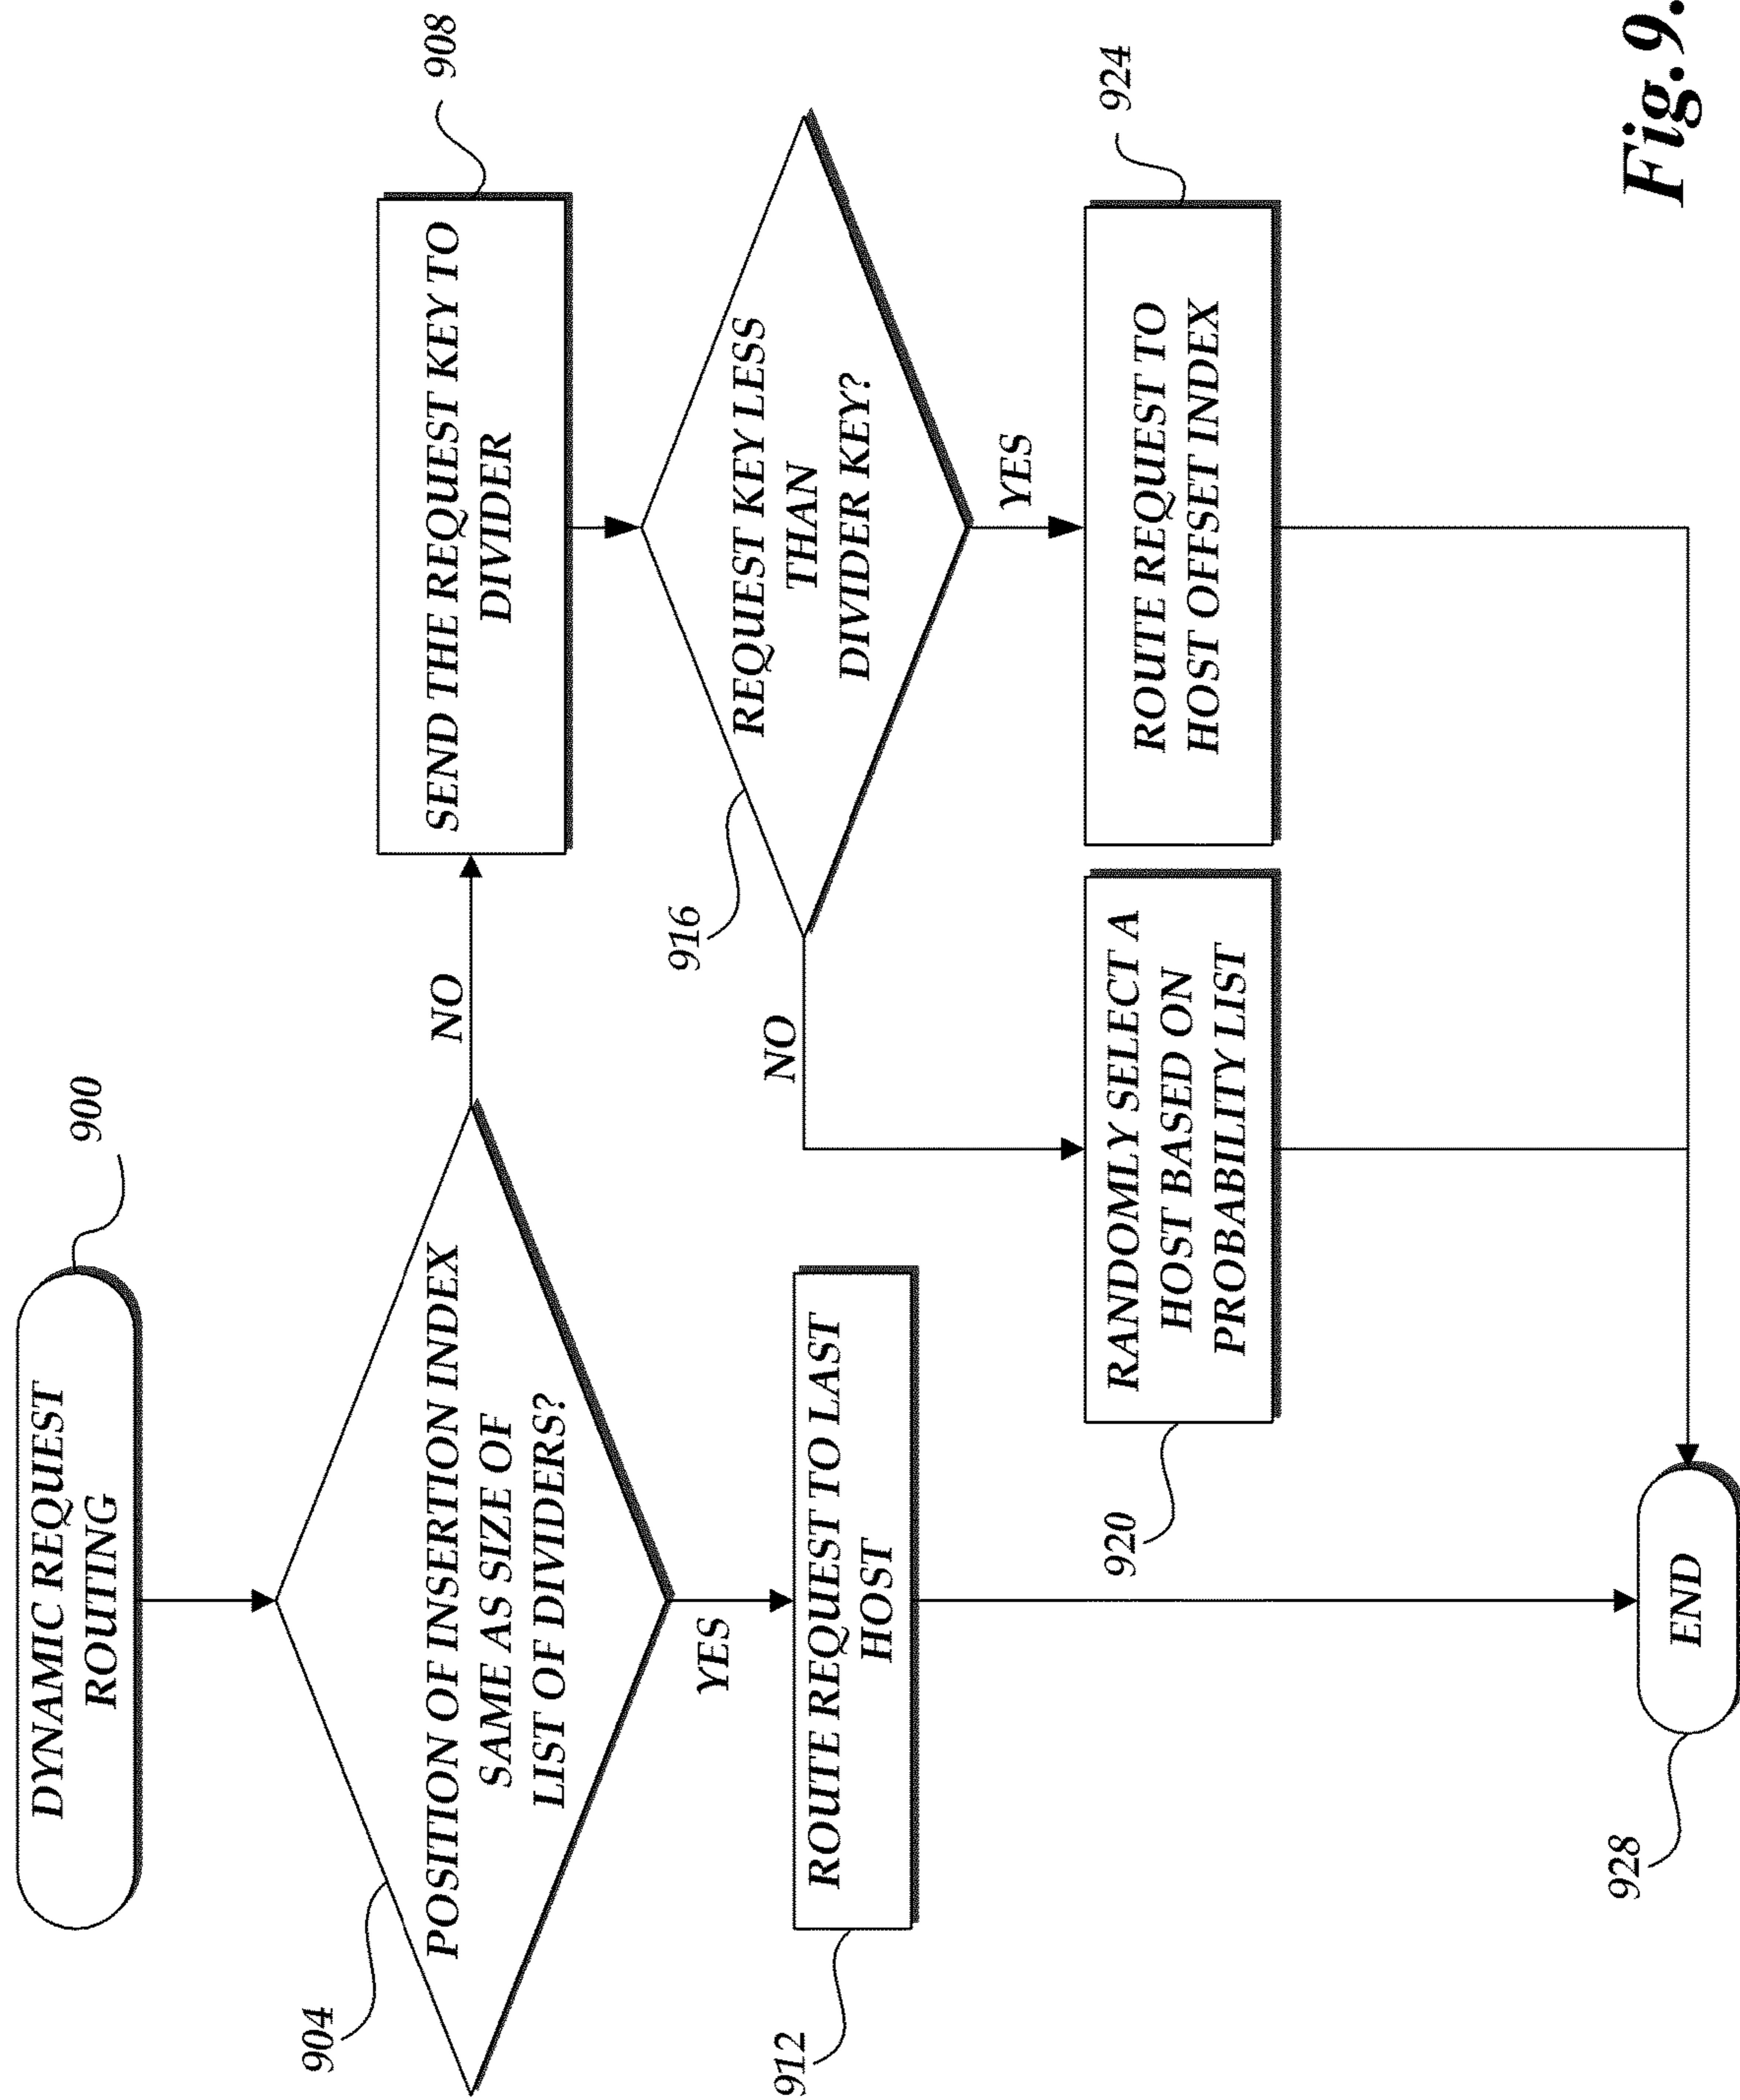 DYNAMIC REQUEST
ROUTING
900
904
POSITION OF INSERTION INDEX
SAME AS SIZE OF
LIST OF DIVIDERS?
NO
YES
908
SEND THE REQUEST KEY TO
DIVIDER
912
ROUTE REQUEST TO LAST
HOST
916
REQUEST KEY LESS
THAN
DIVIDER KEY?
NO
YES
920
RANDOMLY SELECT A
HOST BASED ON
PROBABILITY LIST
924
ROUTE REQUEST TO
HOST OFFSET INDEX
928
END
Fig.9.